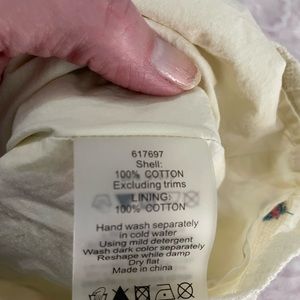 617697
Shell:
100% COTTON
Excluding trims
LINING:
100% COTTON
Hand wash separately
in cold water
Using mild detergent
Wash dark color separately
Reshape while damp
Dry flat
Made in china